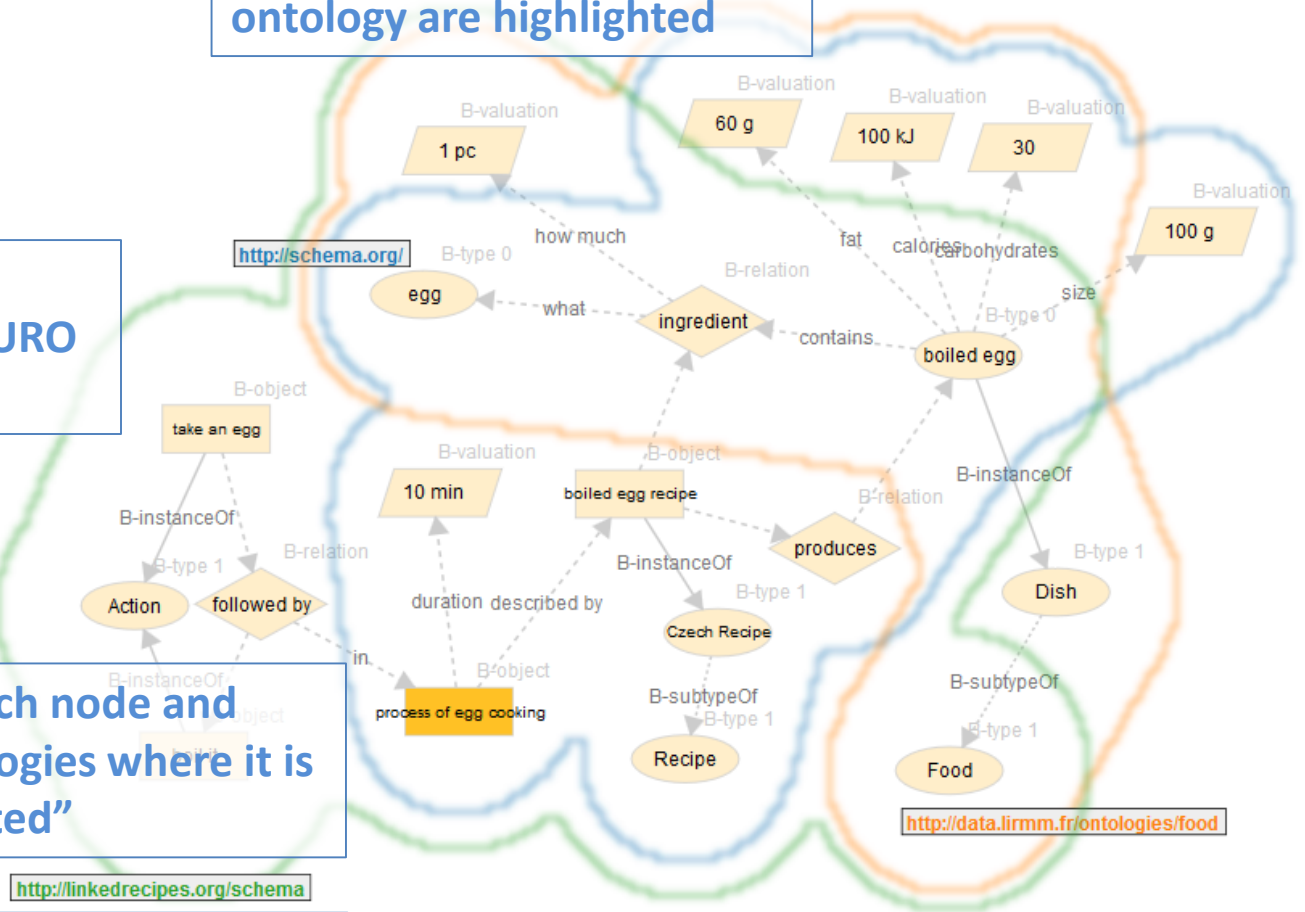 ontology are highlighted
B-valuation
60 g
B-valuation
100 kJ
B-valuation
30
B-valuation
1 pc
B-valuation
100 g
http://schema.org/
B-type 0
egg
how much
what
B-relation
ingredient
contains
fat
calories
carbohydrates
size
B-type 0
boiled egg
URO
B-object
take an egg
B-instanceOf
B-type 1
Action
B-relation
followed by
B-instanceOf
in
B-valuation
10 min
duration
described by
B-object
process of egg cooking
B-object
boiled egg recipe
B-instanceOf
B-type 1
Czech Recipe
B-subtypeOf
B-type 1
Recipe
B-relation
produces
B-instanceOf
B-type 1
Dish
B-subtypeOf
B-type 1
Food
ch node and
ogies where it is
ted”
http://data.lirmm.fr/ontologies/food
http://linkedrecipes.org/schema